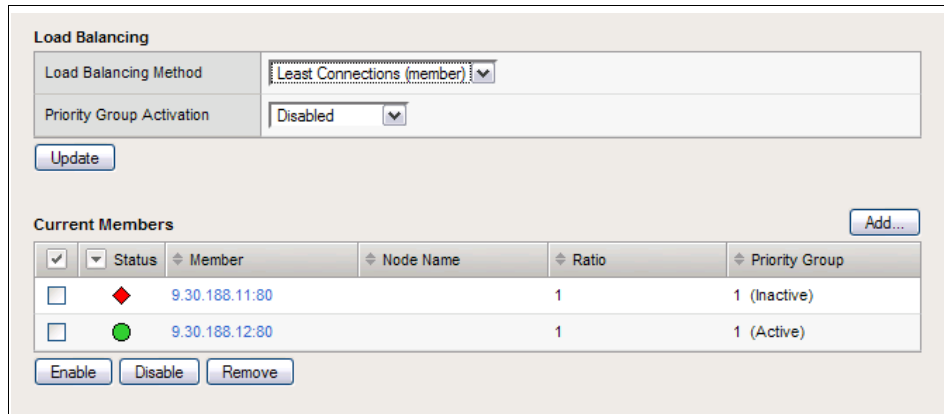 Load Balancing
Load Balancing Method Least Connections (member)
Priority Group Activation Disabled
Update
Current Members Add...
Status Member Node Name Ratio Priority Group
9.30.188.11:80 1 1 (Inactive)
9.30.188.12:80 1 1 (Active)
Enable Disable Remove